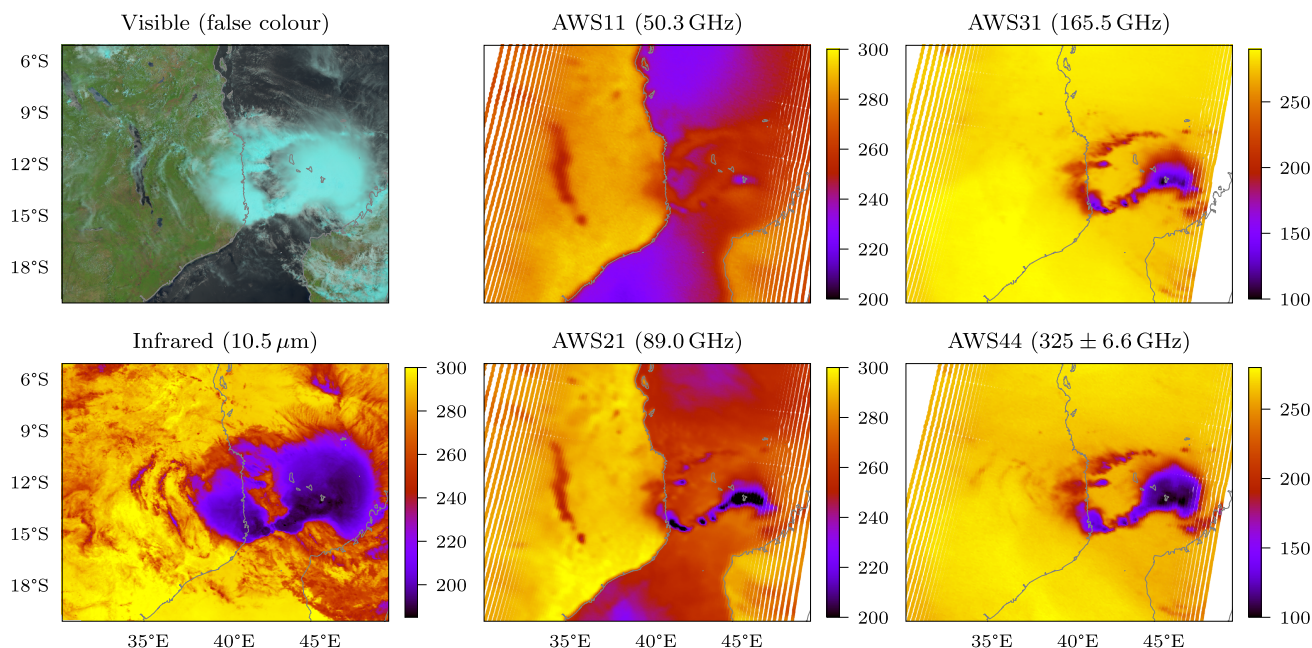 Visible (false colour)
AWS11 (50.3 GHz)
AWS31 (165.5 GHz)
6°S
9°S
12°S
15°S
18°S
300
280
260
240
220
200
250
200
150
100
Infrared (10.5 µm)
AWS21 (89.0 GHz)
AWS44 (325 ± 6.6 GHz)
6°S
9°S
12°S
15°S
18°S
300
280
260
240
220
200
300
280
260
240
220
200
250
200
150
100
35°E
40°E
45°E
35°E
40°E
45°E
35°E
40°E
45°E